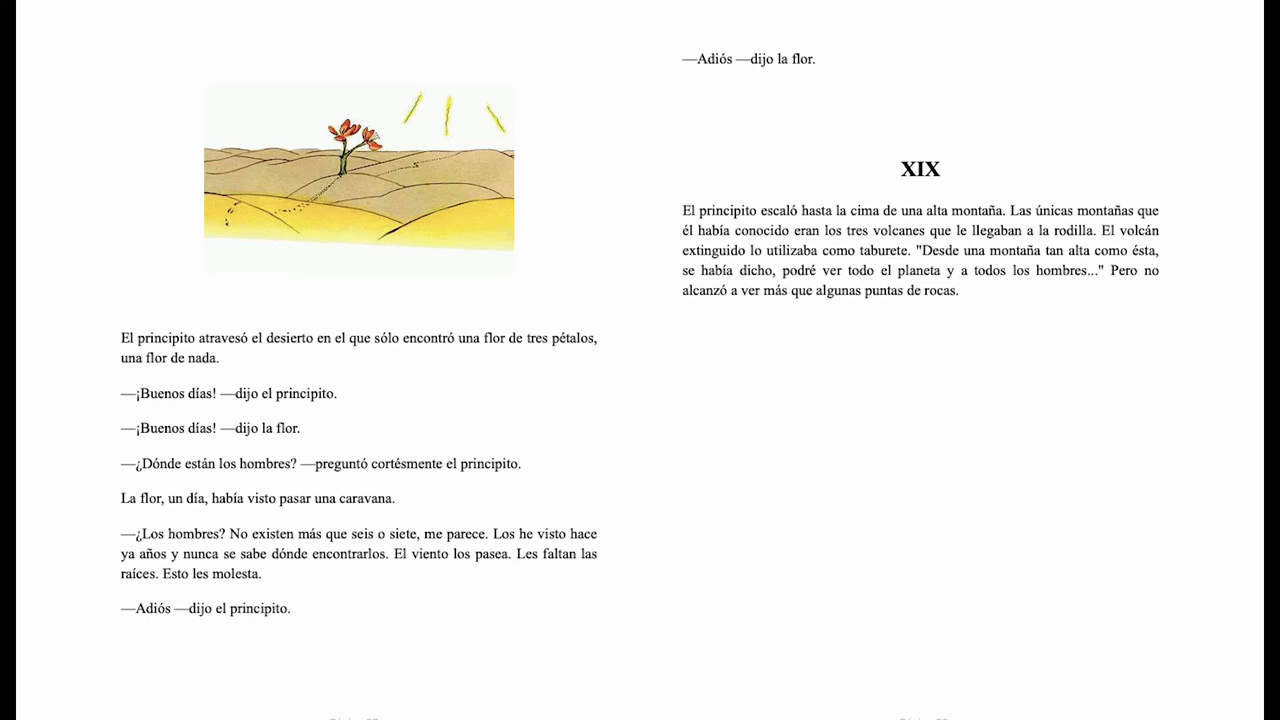 El principito atravesó el desierto en el que sólo encontró una flor de tres pétalos,
una flor de nada.
—¡Buenos días! —dijo el principito.
—¡Buenos días! —dijo la flor.
—¿Dónde están los hombres? —preguntó cortésmente el principito.
La flor, un día, había visto pasar una caravana.
—¿Los hombres? No existen más que seis o siete, me parece. Los he visto hace
ya años y nunca se sabe dónde encontrarlos. El viento los pasea. Les faltan las
raíces. Esto les molesta.
—Adiós —dijo el principito.
—Adiós —dijo la flor.
XIX
El principito escaló hasta la cima de una alta montaña. Las únicas montañas que
él había conocido eran los tres volcanes que le llegaban a la rodilla. El volcán
extinguido lo utilizaba como taburete. "Desde una montaña tan alta como ésta,
se había dicho, podré ver todo el planeta y a todos los hombres..." Pero no
alcanzó a ver más que algunas puntas de rocas.